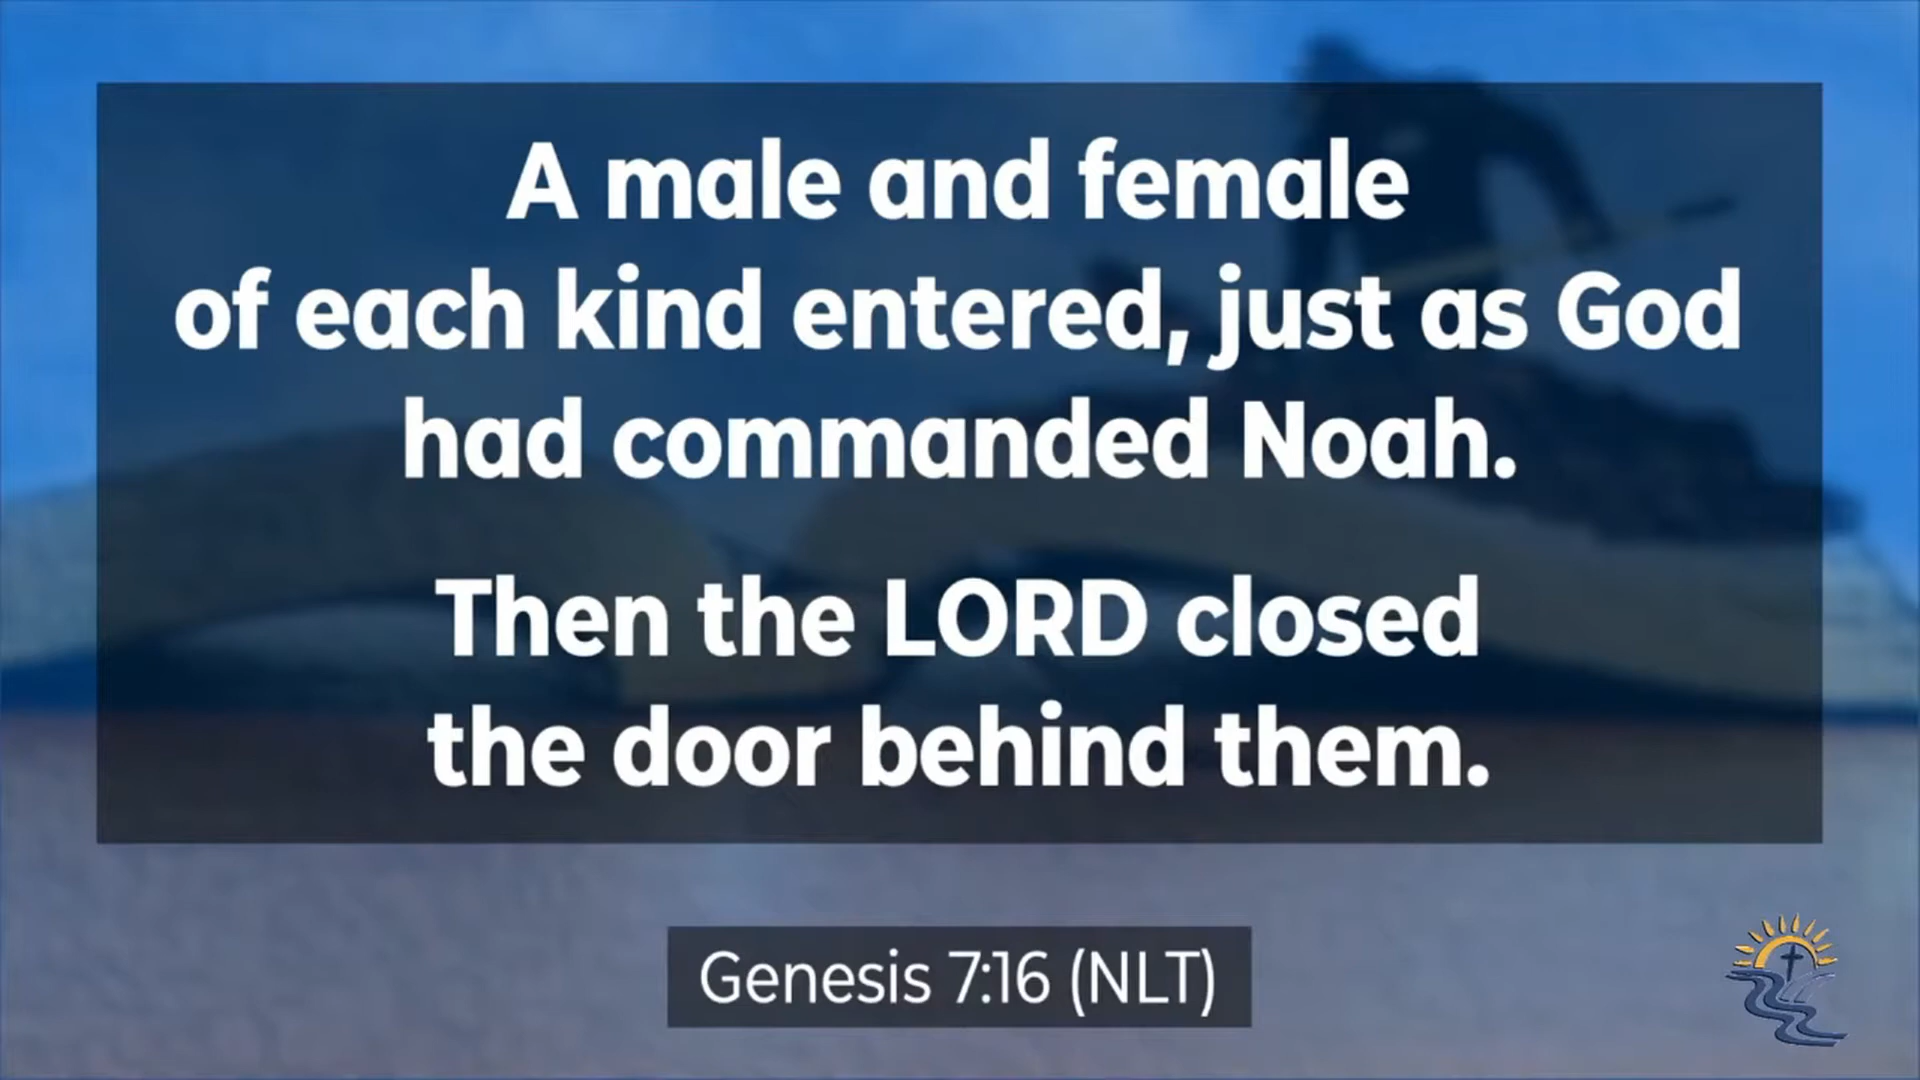 A male and female
of each kind entered, just as God
had commanded Noah.
Then the LORD closed
the door behind them.
Genesis 7:16 (NLT)